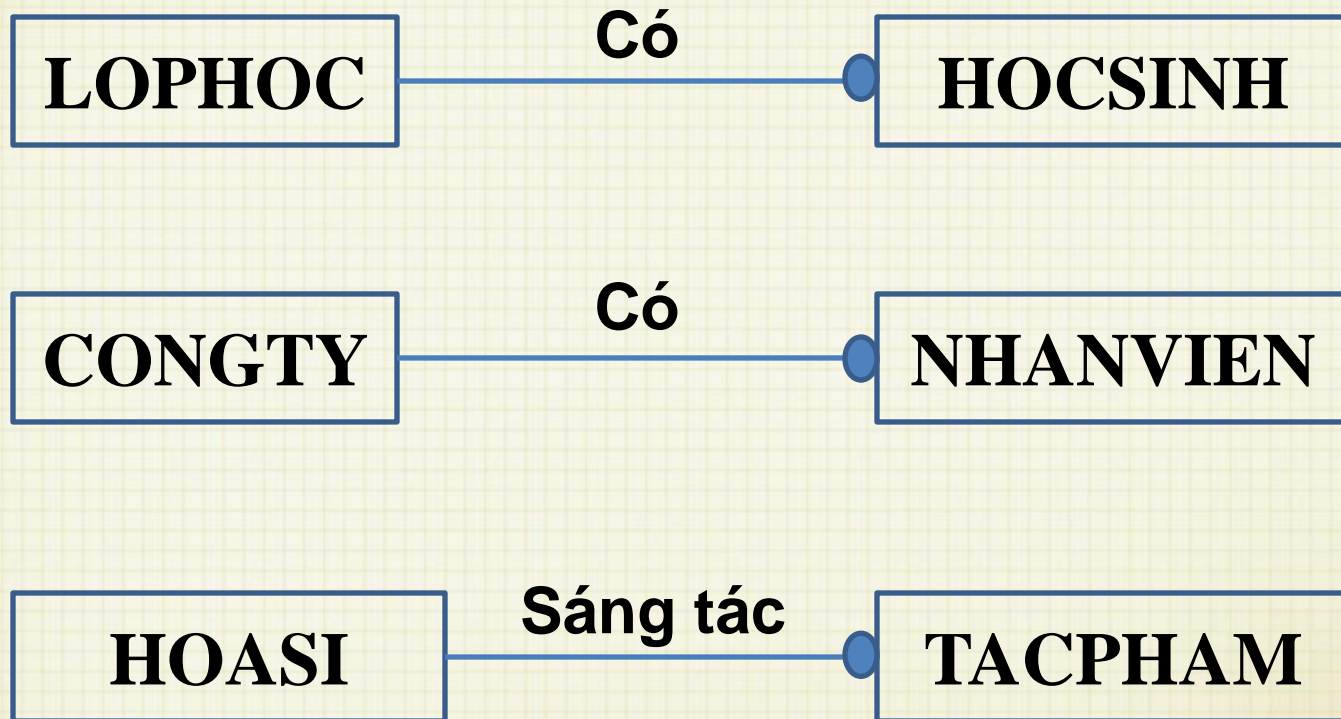 Có
LOPHOC HOCSINH
Có
CONGTY NHANVIEN
Sáng tác
HOASI TACPHAM